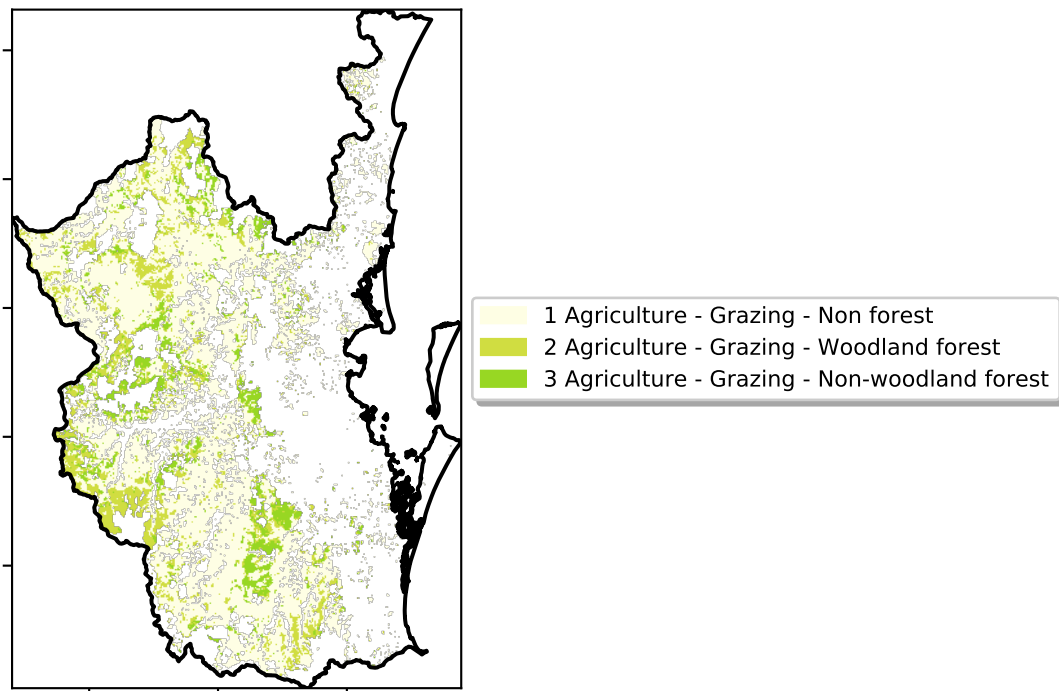 1 Agriculture - Grazing - Non forest
2 Agriculture - Grazing - Woodland forest
3 Agriculture - Grazing - Non-woodland forest